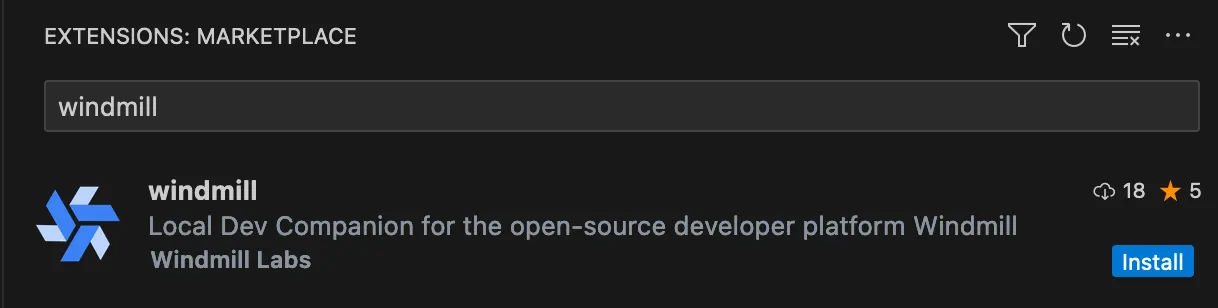 EXTENSIONS: MARKETPLACE
windmill
windmill 18 5
Local Dev Companion for the open-source developer platform Windmill
Windmill Labs Install